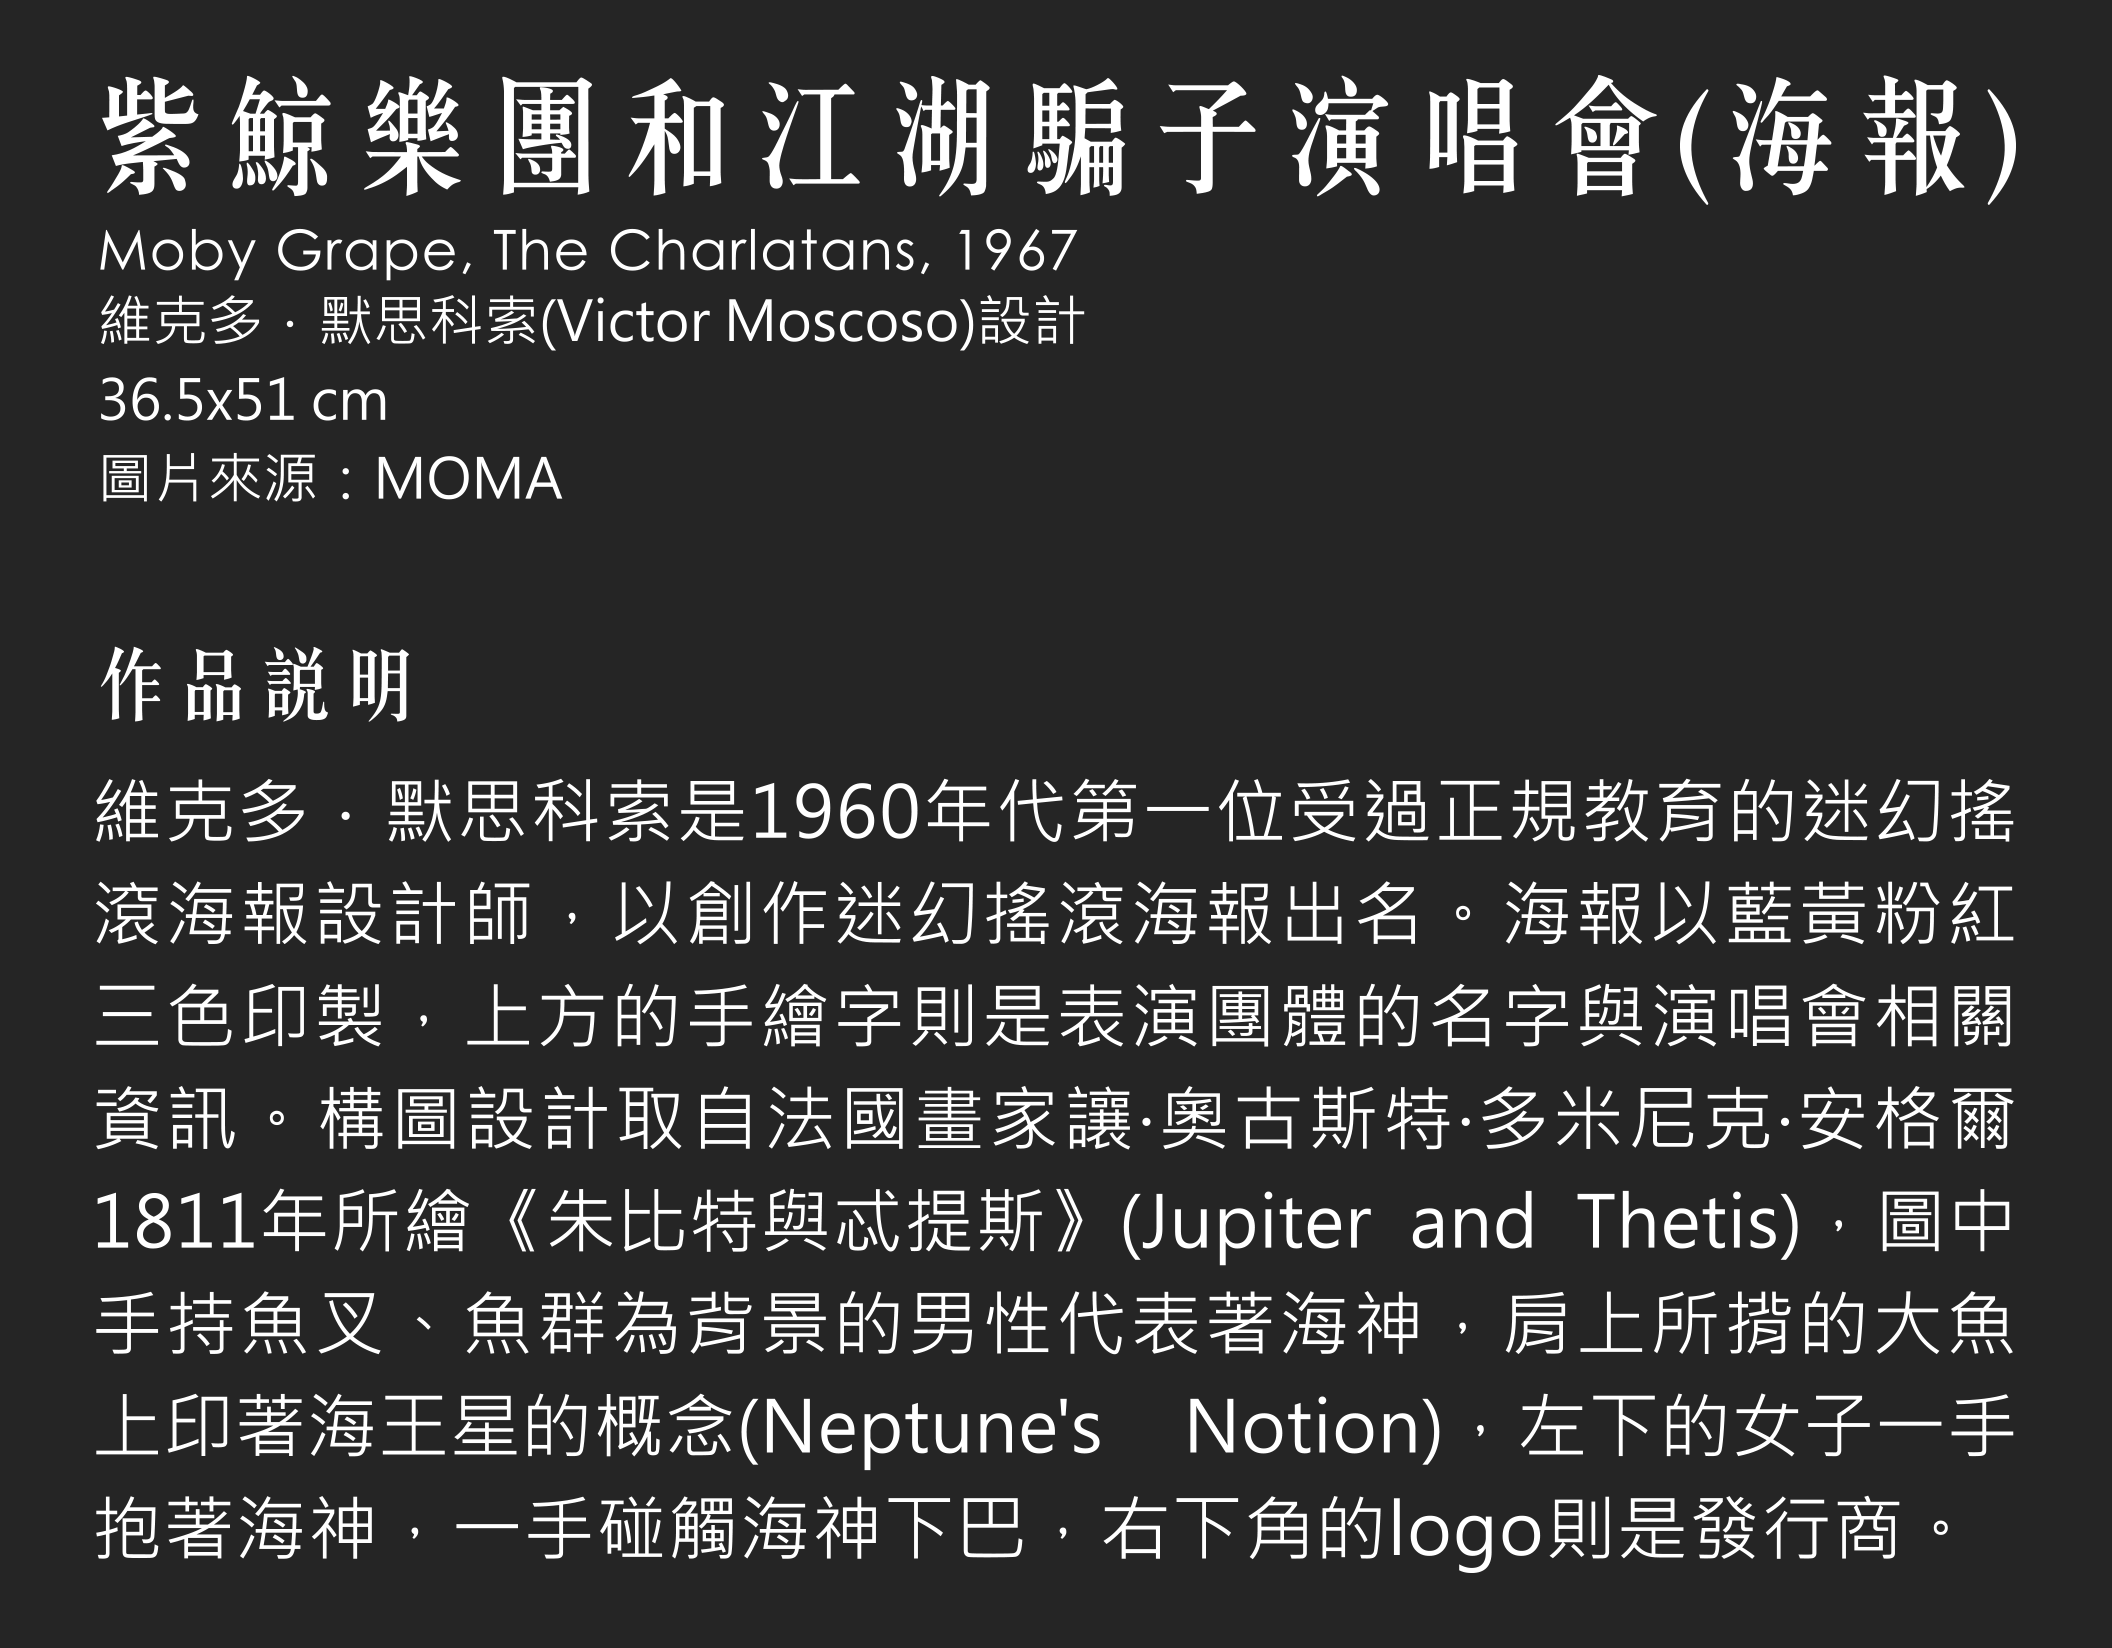 紫鯨樂團和江湖騙子演唱會(海報)
Moby Grape, The Charlatans, 1967
維克多．默思科索(Victor Moscoso)設計
36.5x51 cm
圖片來源：MOMA
作品說明
維克多．默思科索是1960年代第一位受過正規教育的迷幻搖
滾海報設計師，以創作迷幻搖滾海報出名。海報以藍黃粉紅
三色印製，上方的手繪字則是表演團體的名字與演唱會相關
資訊。構圖設計取自法國畫家讓·奧古斯特·多米尼克·安格爾
1811年所繪《朱比特與忒提斯》(Jupiter and Thetis)，圖中
手持魚叉、魚群為背景的男性代表著海神，肩上所揹的大魚
上印著海王星的概念(Neptune's Notion)，左下的女子一手
抱著海神，一手碰觸海神下巴，右下角的logo則是發行商。